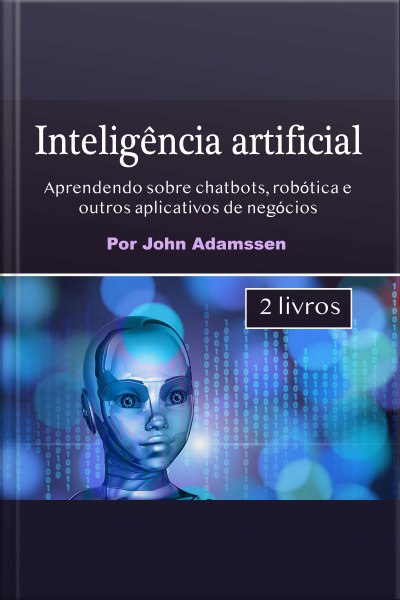 Inteligência artificial
Aprendendo sobre chatbots, robótica e
outros aplicativos de negócios
Por John Adamssen
2 livros